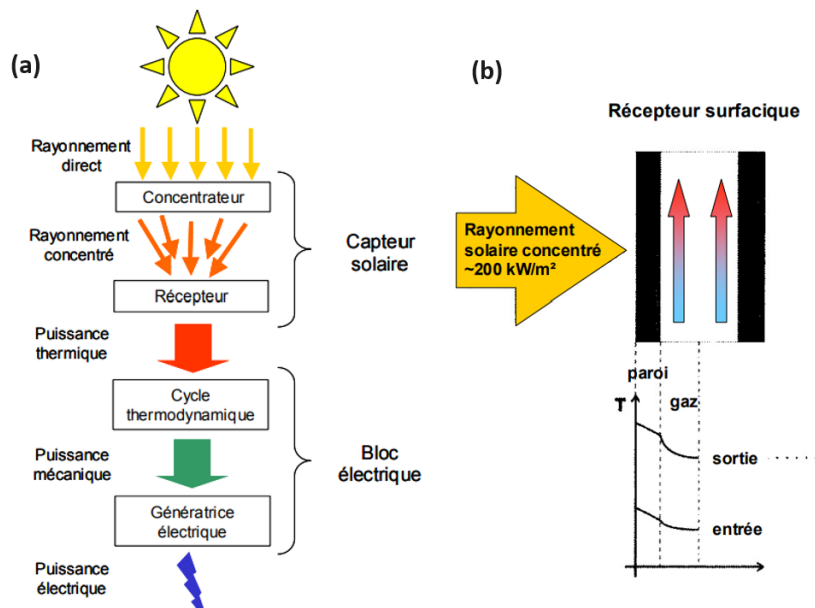 (a)
Rayonnement
direct
Concentrateur
Rayonnement
concentré
Capteur
solaire
Récepteur
Puissance
thermique
Cycle
thermodynamique
Puissance
mécanique
Bloc
électrique
Génératrice
électrique
Puissance
électrique
(b)
Récepteur surfacique
Rayonnement
solaire concentré
~200 kW/m²
paroi
T
gaz
sortie
entrée